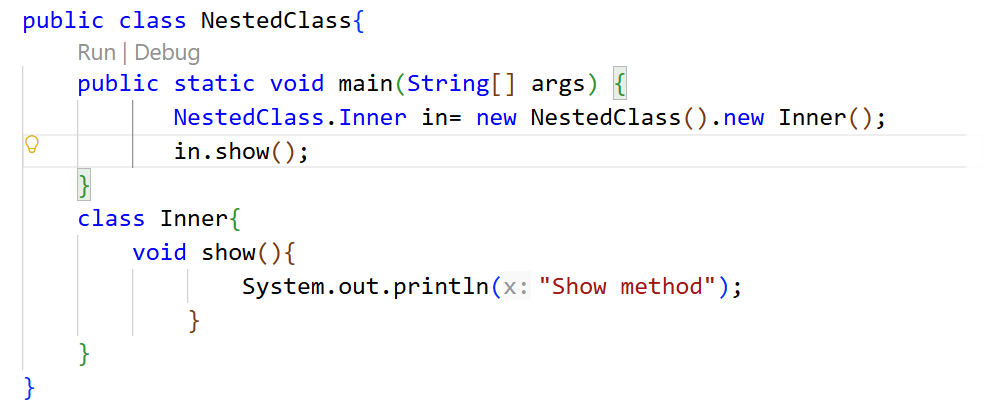 public class NestedClass{
Run | Debug
public static void main(String[] args) {
NestedClass.Inner in= new NestedClass().new Inner();
in.show();
}
class Inner{
void show(){
System.out.println(x: "Show method");
}
}
}